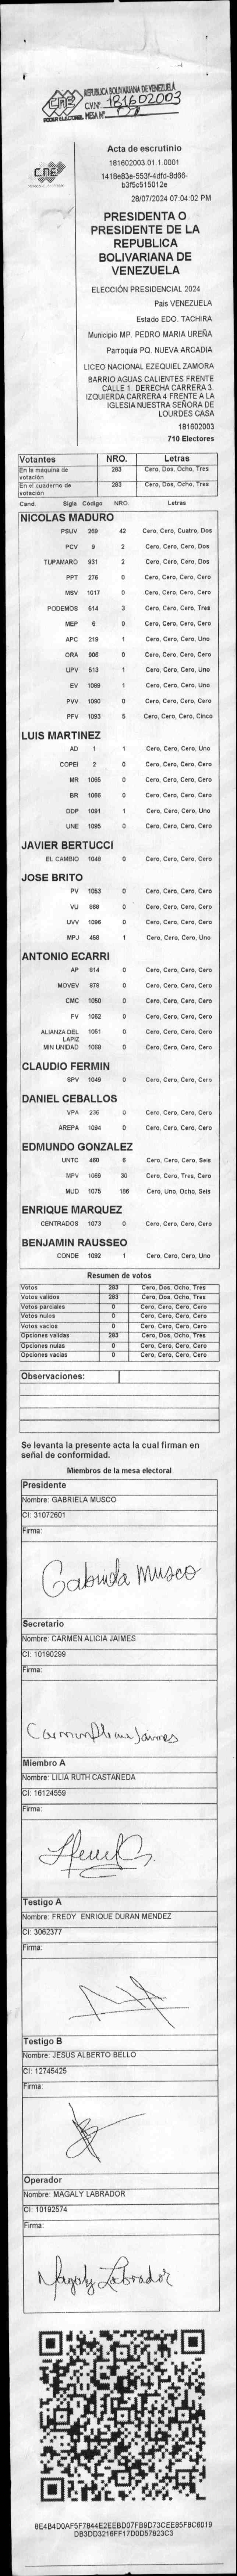 REPUBLICA BOLIVARIANA DE VENEZUELA
CNE
C.V.Nº 181602003
PODER ELECTORAL MESA Nº
CNE
Acta de escrutinio
181602003.01.1.0001
1418e83e-553f-4dfd-8d66-
b3f5c515012e
28/07/2024 07:04:02 PM
PRESIDENTA O
PRESIDENTE DE LA
REPUBLICA
BOLIVARIANA DE
VENEZUELA
ELECCIÓN PRESIDENCIAL 2024
Pais VENEZUELA
Estado EDO. TACHIRA
Municipio MP. PEDRO MARIA UREÑA
Parroquia PQ. NUEVA ARCADIA
LICEO NACIONAL EZEQUIEL ZAMORA
BARRIO AGUAS CALIENTES FRENTE
CALLE 1. DERECHA CARRERA 3.
IZQUIERDA CARRERA 4 FRENTE A LA
IGLESIA NUESTRA SEÑORA DE
LOURDES CASA
181602003
710 Electores
Votantes NRO. Letras
En la máquina de votación 283 Cero, Dos, Ocho, Tres
En el cuaderno de votación 283 Cero, Dos, Ocho, Tres
Cand. Sigla Código NRO. Letras
NICOLAS MADURO
PSUV 269 42 Cero, Cero, Cuatro, Dos
PCV 9 2 Cero, Cero, Cero, Dos
TUPAMARO 931 2 Cero, Cero, Cero, Dos
PPT 276 0 Cero, Cero, Cero, Cero
MSV 1017 0 Cero, Cero, Cero, Cero
PODEMOS 514 3 Cero, Cero, Cero, Tres
MEP 6 0 Cero, Cero, Cero, Cero
APC 219 1 Cero, Cero, Cero, Uno
ORA 906 0 Cero, Cero, Cero, Cero
UPV 513 1 Cero, Cero, Cero, Uno
EV 1089 1 Cero, Cero, Cero, Uno
PVV 1090 0 Cero, Cero, Cero, Cero
PFV 1093 5 Cero, Cero, Cero, Cinco
LUIS MARTINEZ
AD 1 1 Cero, Cero, Cero, Uno
COPEI 2 0 Cero, Cero, Cero, Cero
MR 1065 0 Cero, Cero, Cero, Cero
BR 1066 0 Cero, Cero, Cero, Cero
DDP 1091 1 Cero, Cero, Cero, Uno
UNE 1095 0 Cero, Cero, Cero, Cero
JAVIER BERTUCCI
EL CAMBIO 1048 0 Cero, Cero, Cero, Cero
JOSE BRITO
PV 1053 0 Cero, Cero, Cero, Cero
VU 868 0 Cero, Cero, Cero, Cero
UVV 1096 0 Cero, Cero, Cero, Cero
MPJ 458 1 Cero, Cero, Cero, Uno
ANTONIO ECARRI
AP 814 0 Cero, Cero, Cero, Cero
MOVEV 878 0 Cero, Cero, Cero, Cero
CMC 1050 0 Cero, Cero, Cero, Cero
FV 1062 0 Cero, Cero, Cero, Cero
ALIANZA DEL LAPIZ 1051 0 Cero, Cero, Cero, Cero
MIN UNIDAD 1069 0 Cero, Cero, Cero, Cero
CLAUDIO FERMIN
SPV 1049 0 Cero, Cero, Cero, Cero
DANIEL CEBALLOS
VPA 236 0 Cero, Cero, Cero, Cero
AREPA 1094 0 Cero, Cero, Cero, Cero
EDMUNDO GONZALEZ
UNTC 460 6 Cero, Cero, Cero, Seis
MPV 1069 30 Cero, Cero, Tres, Cero
MUD 1075 186 Cero, Uno, Ocho, Seis
ENRIQUE MARQUEZ
CENTRADOS 1073 0 Cero, Cero, Cero, Cero
BENJAMIN RAUSSEO
CONDE 1092 1 Cero, Cero, Cero, Uno
Resumen de votos
Votos 283 Cero, Dos, Ocho, Tres
Votos validos 283 Cero, Dos, Ocho, Tres
Votos parciales 0 Cero, Cero, Cero, Cero
Votos nulos 0 Cero, Cero, Cero, Cero
Votos vacios 0 Cero, Cero, Cero, Cero
Opciones validas 283 Cero, Dos, Ocho, Tres
Opciones nulas 0 Cero, Cero, Cero, Cero
Opciones vacias 0 Cero, Cero, Cero, Cero
Observaciones:
Se levanta la presente acta la cual firman en
señal de conformidad.
Miembros de la mesa electoral
Presidente
Nombre: GABRIELA MUSCO
CI: 31072601
Firma:
Gabriela Musco
Secretario
Nombre: CARMEN ALICIA JAIMES
CI: 10190299
Firma:
Carmen Alicia Jaimes
Miembro A
Nombre: LILIA RUTH CASTAÑEDA
CI: 16124559
Firma:
Testigo A
Nombre: FREDY ENRIQUE DURAN MENDEZ
CI: 3062377
Firma:
Testigo B
Nombre: JESUS ALBERTO BELLO
CI: 12745425
Firma:
Operador
Nombre: MAGALY LABRADOR
CI: 10192574
Firma:
Magaly Labrador
8E4B4D0AF5F7844E2EEBD07FB9D73CEE85F8C6019
DB3DD3216FF17D0D57823C3